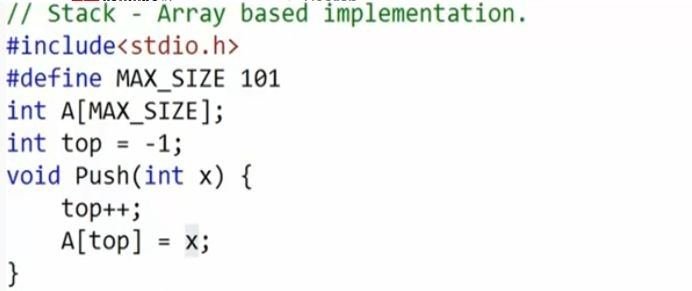 // Stack - Array based implementation.
#include<stdio.h>
#define MAX_SIZE 101
int A[MAX_SIZE];
int top = -1;
void Push(int x) {
    top++;
    A[top] = x;
}